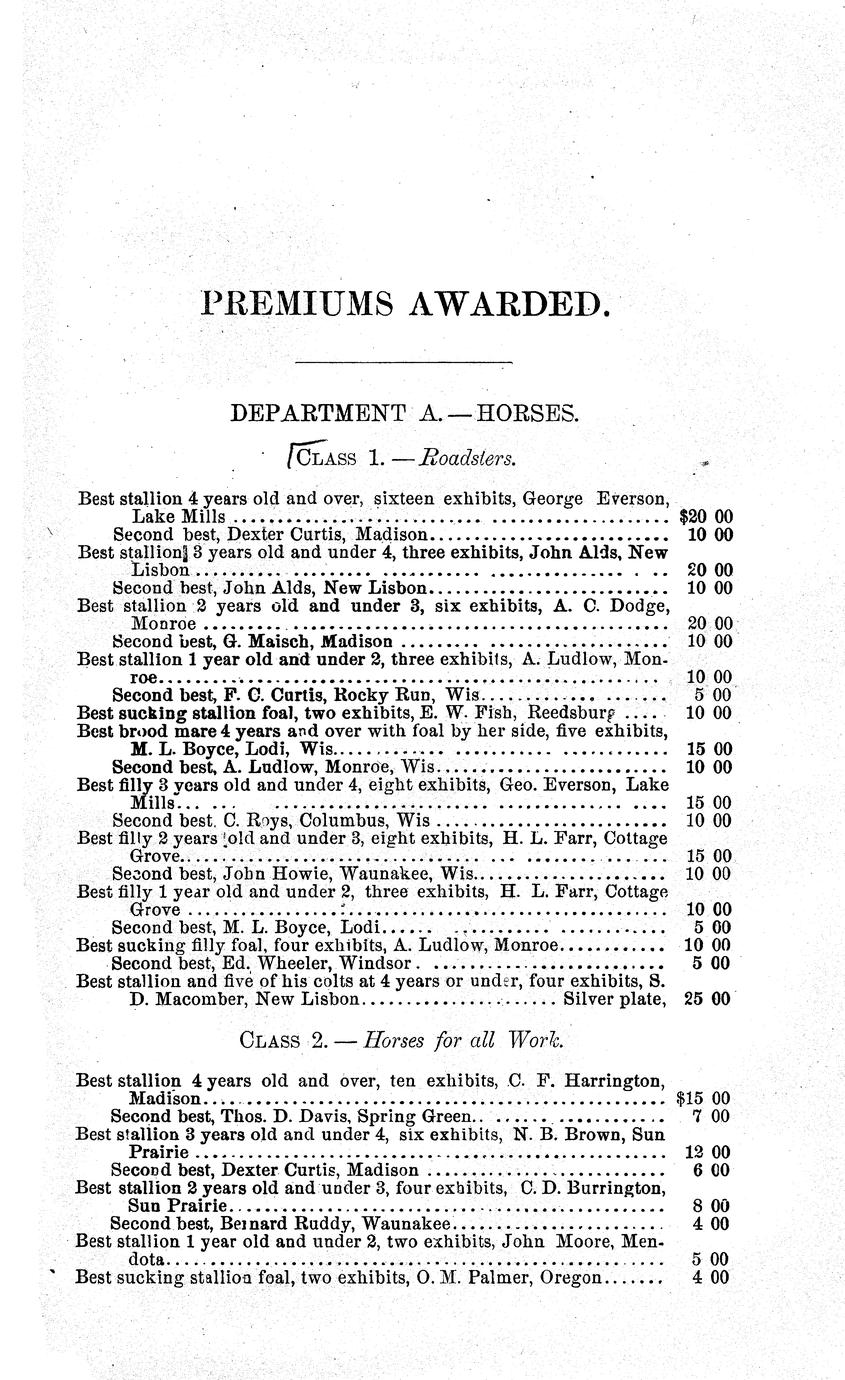 PREMIUMS AWARDED.
DEPARTMENT A.—HORSES.
CLASS 1.—Roadsters.
Best stallion 4 years old and over, sixteen exhibits, George Everson,
Lake Mills .......... $20 00
Second best, Dexter Curtis, Madison.......... 10 00
Best stallion 3 years old and under 4, three exhibits, John Alds, New
Lisbon .......... 20 00
Second best, John Alds, New Lisbon.......... 10 00
Best stallion 2 years old and under 3, six exhibits, A. C. Dodge,
Monroe .......... 20 00
Second best, G. Maisch, Madison .......... 10 00
Best stallion 1 year old and under 2, three exhibits, A. Ludlow, Mon-
roe.......... 10 00
Second best, F. C. Curtis, Rocky Run, Wis.......... 5 00
Best sucking stallion foal, two exhibits, E. W. Fish, Reedsburg .... 10 00
Best brood mare 4 years and over with foal by her side, five exhibits,
M. L. Boyce, Lodi, Wis.......... 15 00
Second best, A. Ludlow, Monroe, Wis.......... 10 00
Best filly 3 years old and under 4, eight exhibits, Geo. Everson, Lake
Mills.......... 15 00
Second best, C. Roys, Columbus, Wis .......... 10 00
Best filly 2 years old and under 3, eight exhibits, H. L. Farr, Cottage
Grove.......... 15 00
Second best, John Howie, Waunakee, Wis.......... 10 00
Best filly 1 year old and under 2, three exhibits, H. L. Farr, Cottage
Grove .......... 10 00
Second best, M. L. Boyce, Lodi.......... 5 00
Best sucking filly foal, four exhibits, A. Ludlow, Monroe.......... 10 00
Second best, Ed. Wheeler, Windsor .......... 5 00
Best stallion and five of his colts at 4 years or under, four exhibits, S.
D. Macomber, New Lisbon.......... Silver plate, 25 00
CLASS 2.—Horses for all Work.
Best stallion 4 years old and over, ten exhibits, C. F. Harrington,
Madison.......... $15 00
Second best, Thos. D. Davis, Spring Green.......... 7 00
Best stallion 3 years old and under 4, six exhibits, N. B. Brown, Sun
Prairie .......... 12 00
Second best, Dexter Curtis, Madison .......... 6 00
Best stallion 2 years old and under 3, four exhibits, C. D. Burrington,
Sun Prairie.......... 8 00
Second best, Bernard Ruddy, Waunakee.......... 4 00
Best stallion 1 year old and under 2, two exhibits, John Moore, Men-
dota.......... 5 00
Best sucking stallion foal, two exhibits, O. M. Palmer, Oregon....... 4 00